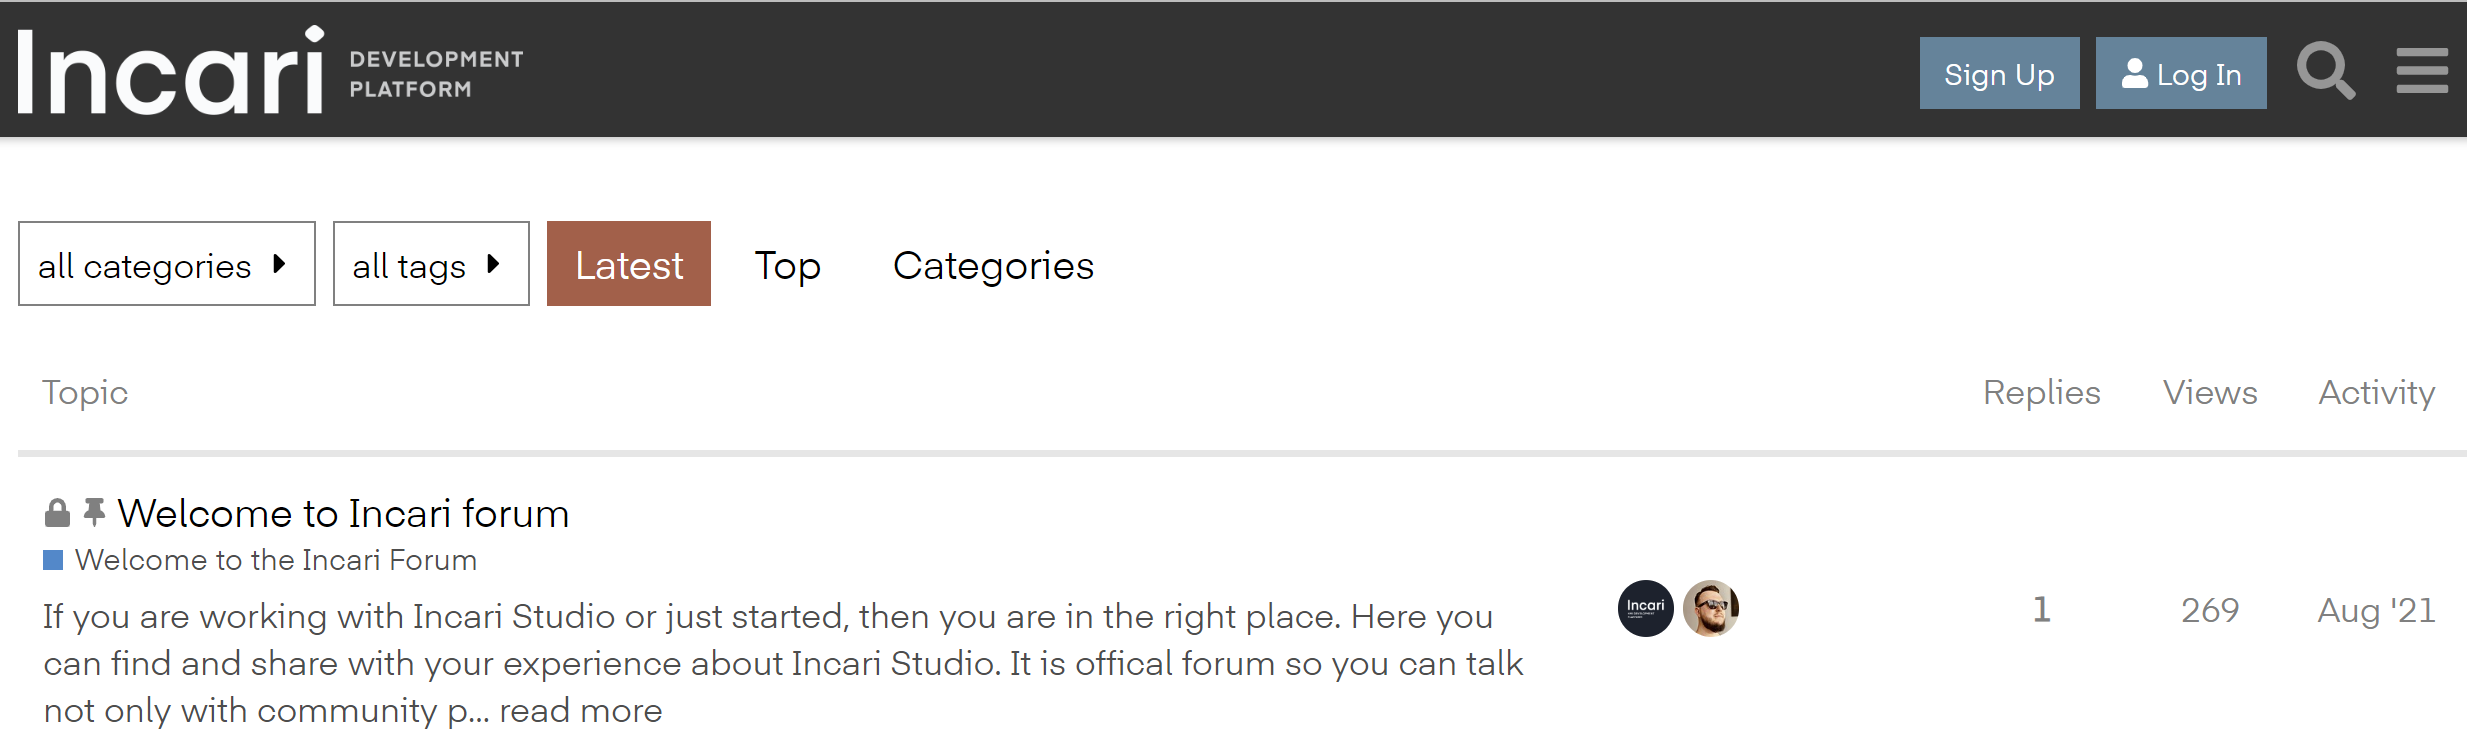 Incari DEVELOPMENT
PLATFORM
Sign Up
Log In
all categories
all tags
Latest
Top
Categories
Topic
Replies
Views
Activity
Welcome to Incari forum
Welcome to the Incari Forum
If you are working with Incari Studio or just started, then you are in the right place. Here you
can find and share with your experience about Incari Studio. It is offical forum so you can talk
not only with community p... read more
Incari
1
269
Aug '21